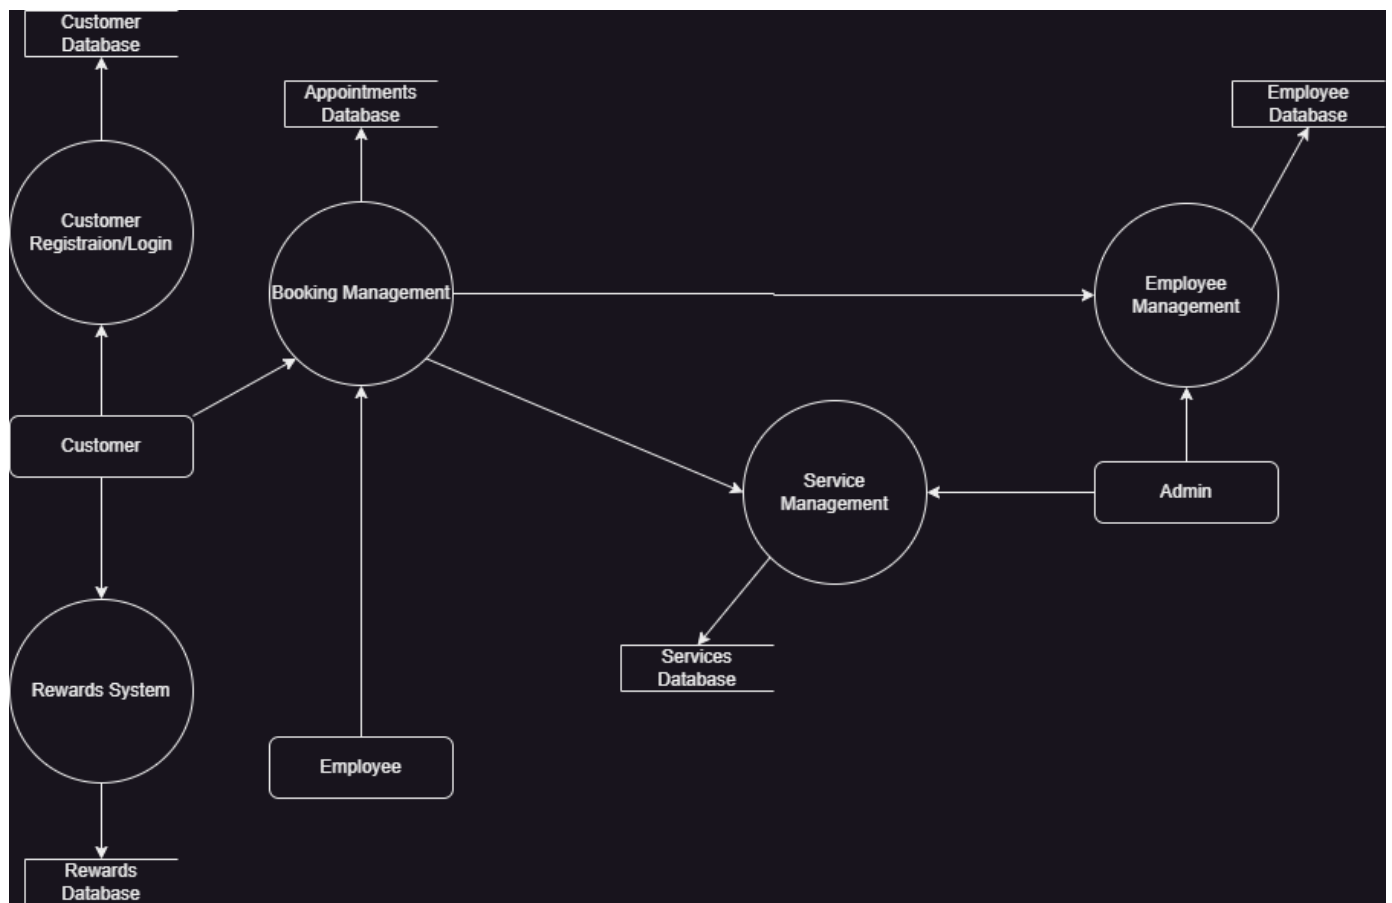 Customer
Database
Appointments
Database
Employee
Database
Customer
Registraion/Login
Booking Management
Employee
Management
Customer
Service
Management
Admin
Services
Database
Rewards System
Employee
Rewards
Database